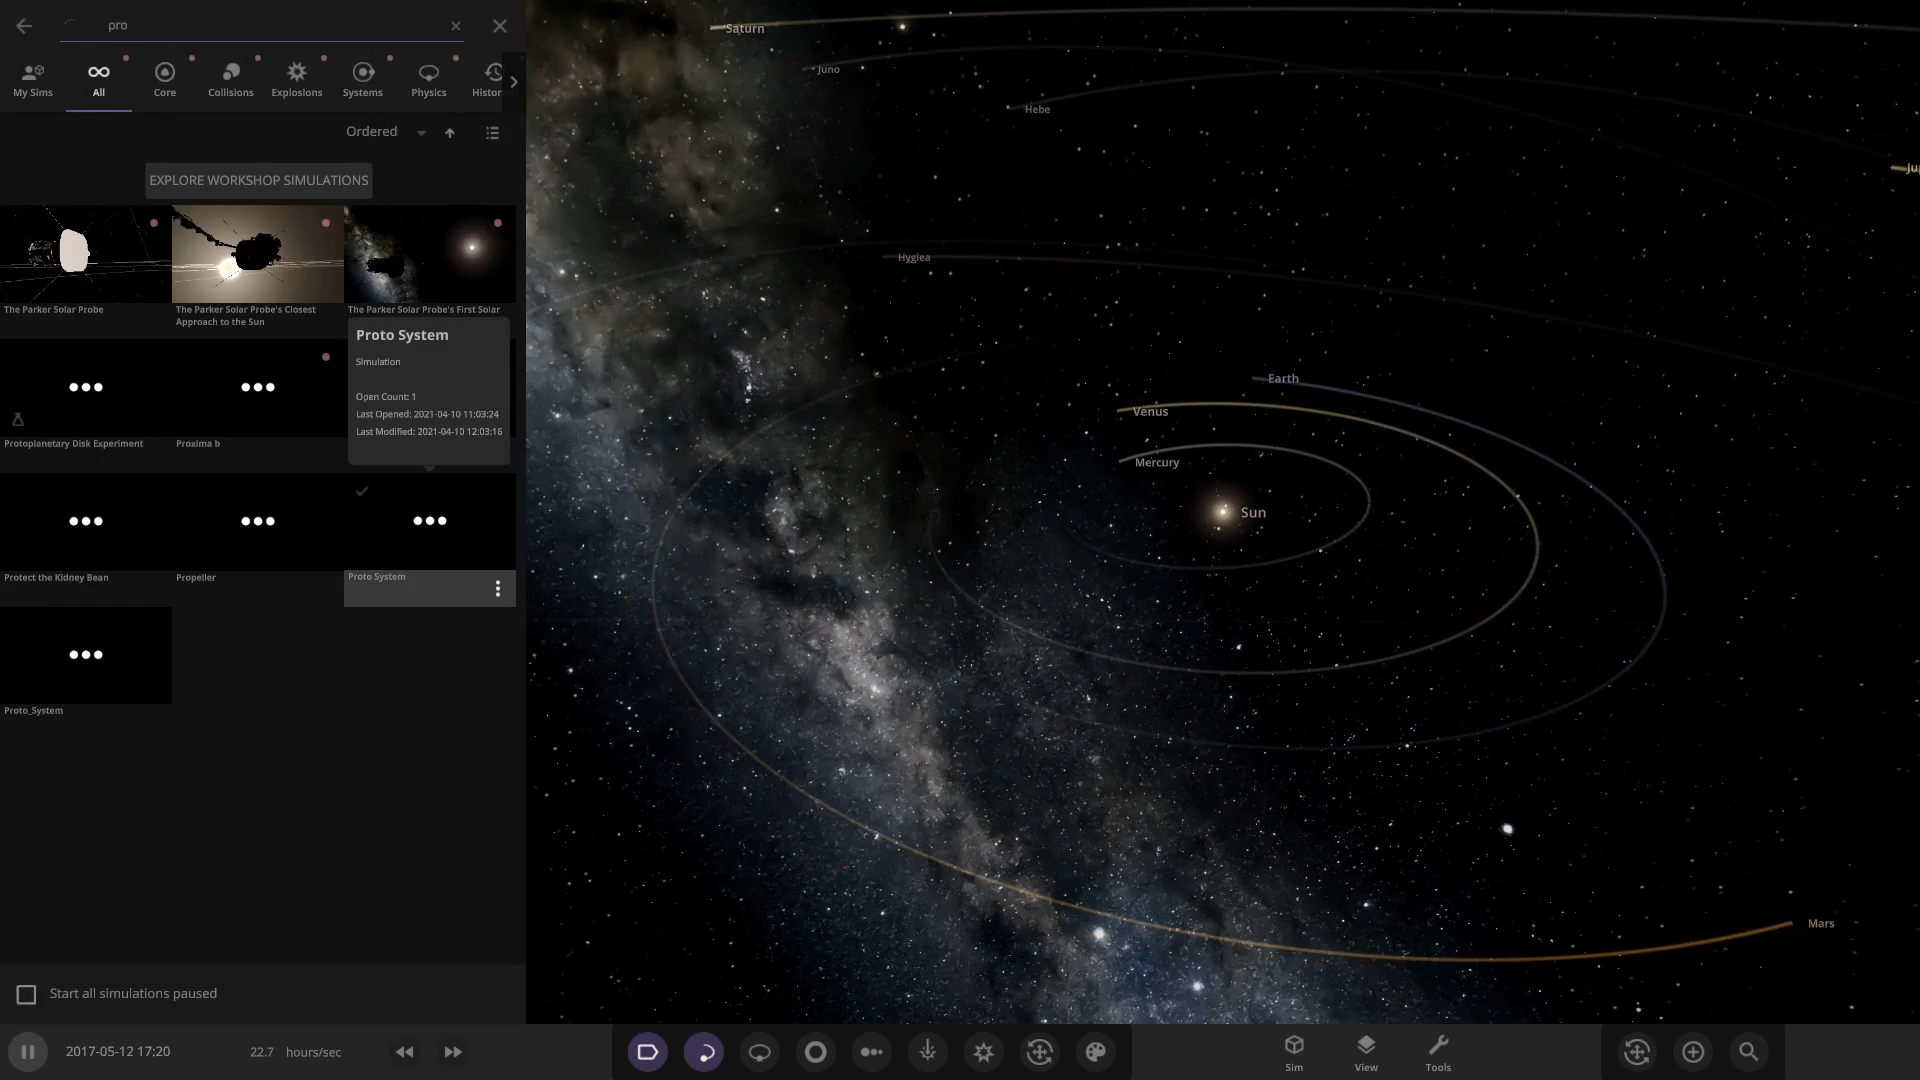 pro
My Sims
All
Core
Collisions
Explosions
Systems
Physics
Histor
Ordered
EXPLORE WORKSHOP SIMULATIONS
The Parker Solar Probe
The Parker Solar Probe's Closest
Approach to the Sun
The Parker Solar Probe's First Solar
Proto System
Simulation
Open Count: 1
Last Opened: 2021-04-10 11:03:24
Last Modified: 2021-04-10 12:03:16
Protoplanetary Disk Experiment
Proxima b
Protect the Kidney Bean
Propeller
Proto System
Proto_System
Start all simulations paused
2017-05-12 17:20
22.7 hours/sec
Saturn
Juno
Hebe
Ju
Hygiea
Earth
Venus
Mercury
Sun
Mars
Sim
View
Tools